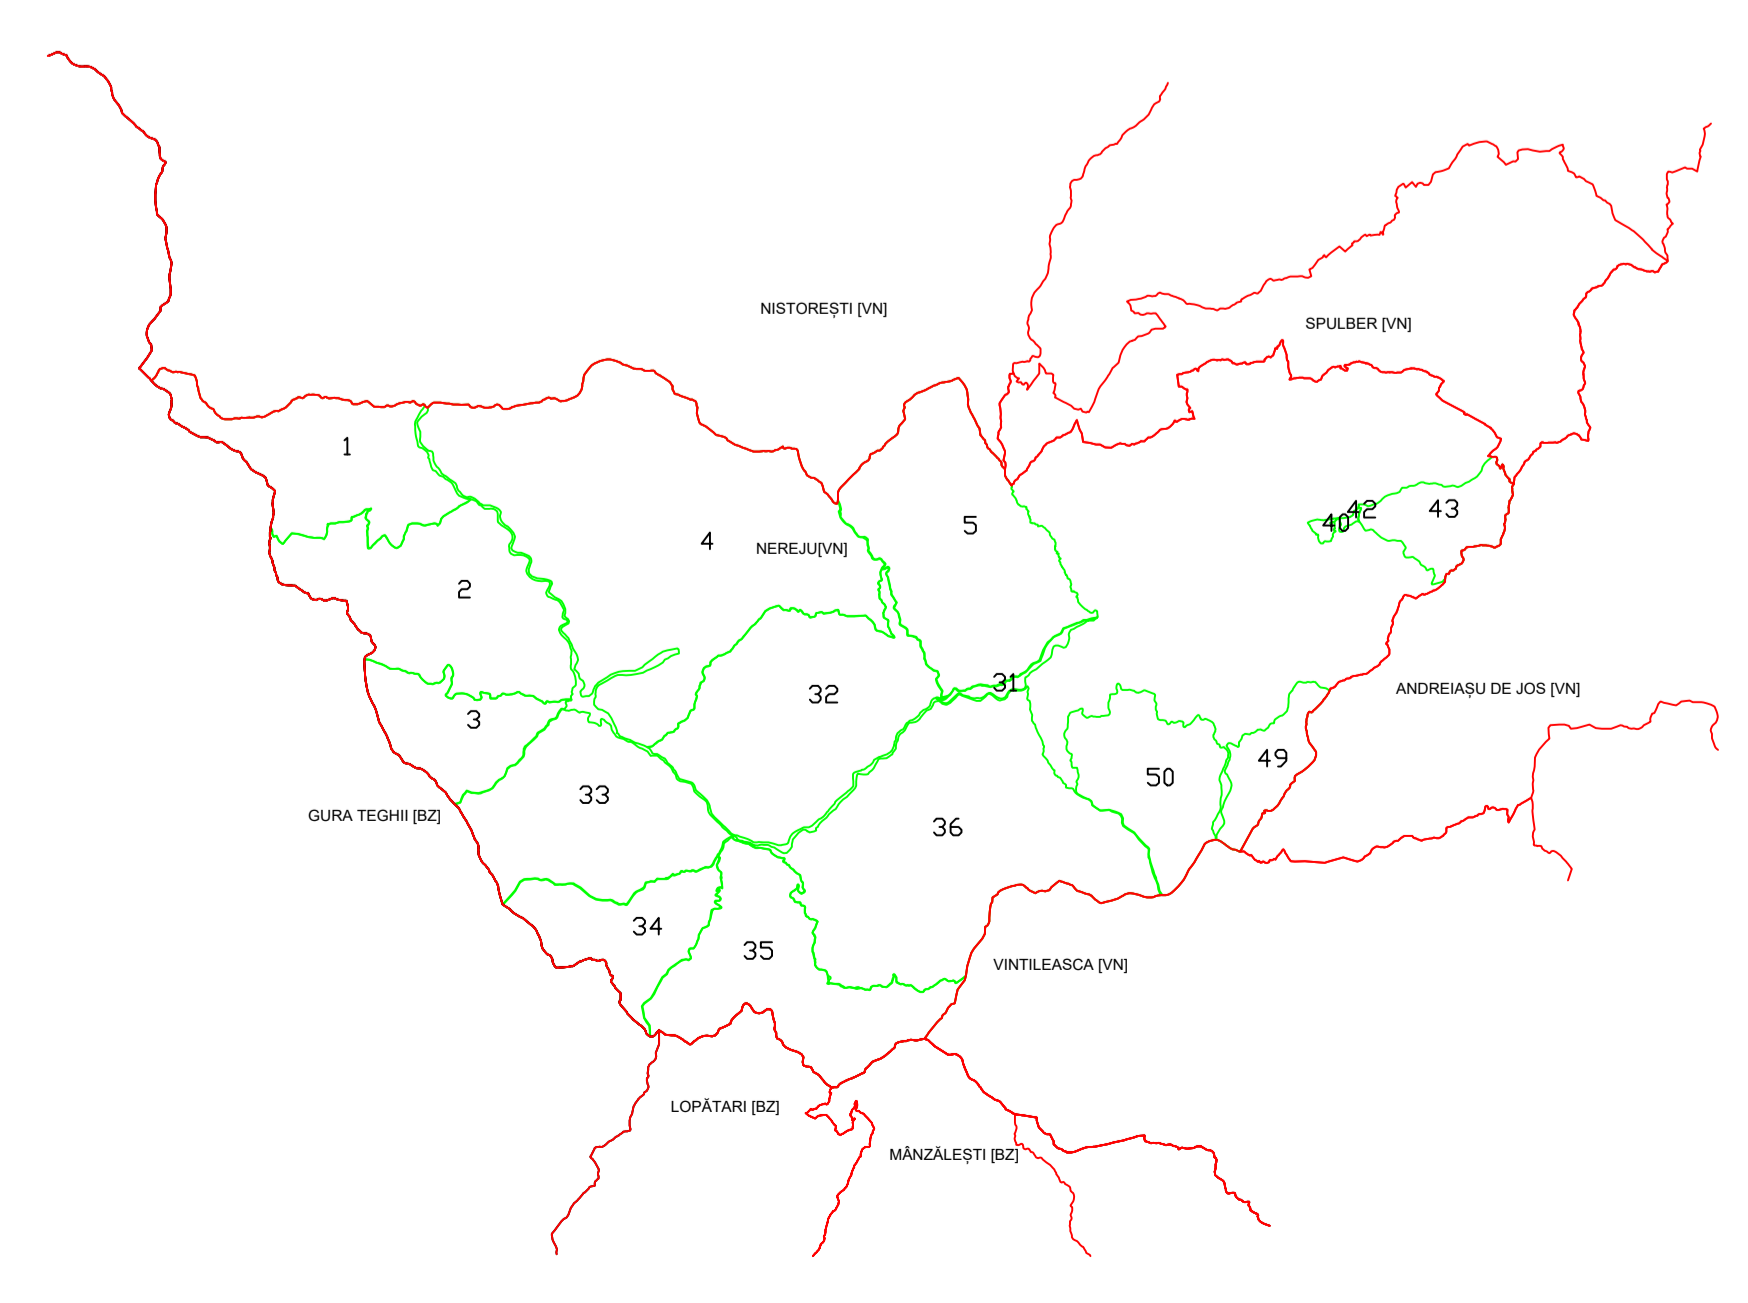 NISTOREȘTI [VN]
SPULBER [VN]
1
42
43
40
5
4
NEREJU[VN]
2
31
32
ANDREIAȘU DE JOS [VN]
3
49
50
33
GURA TEGHII [BZ]
36
34
35
VINTILEASCA [VN]
LOPĂTARI [BZ]
MÂNZĂLEȘTI [BZ]